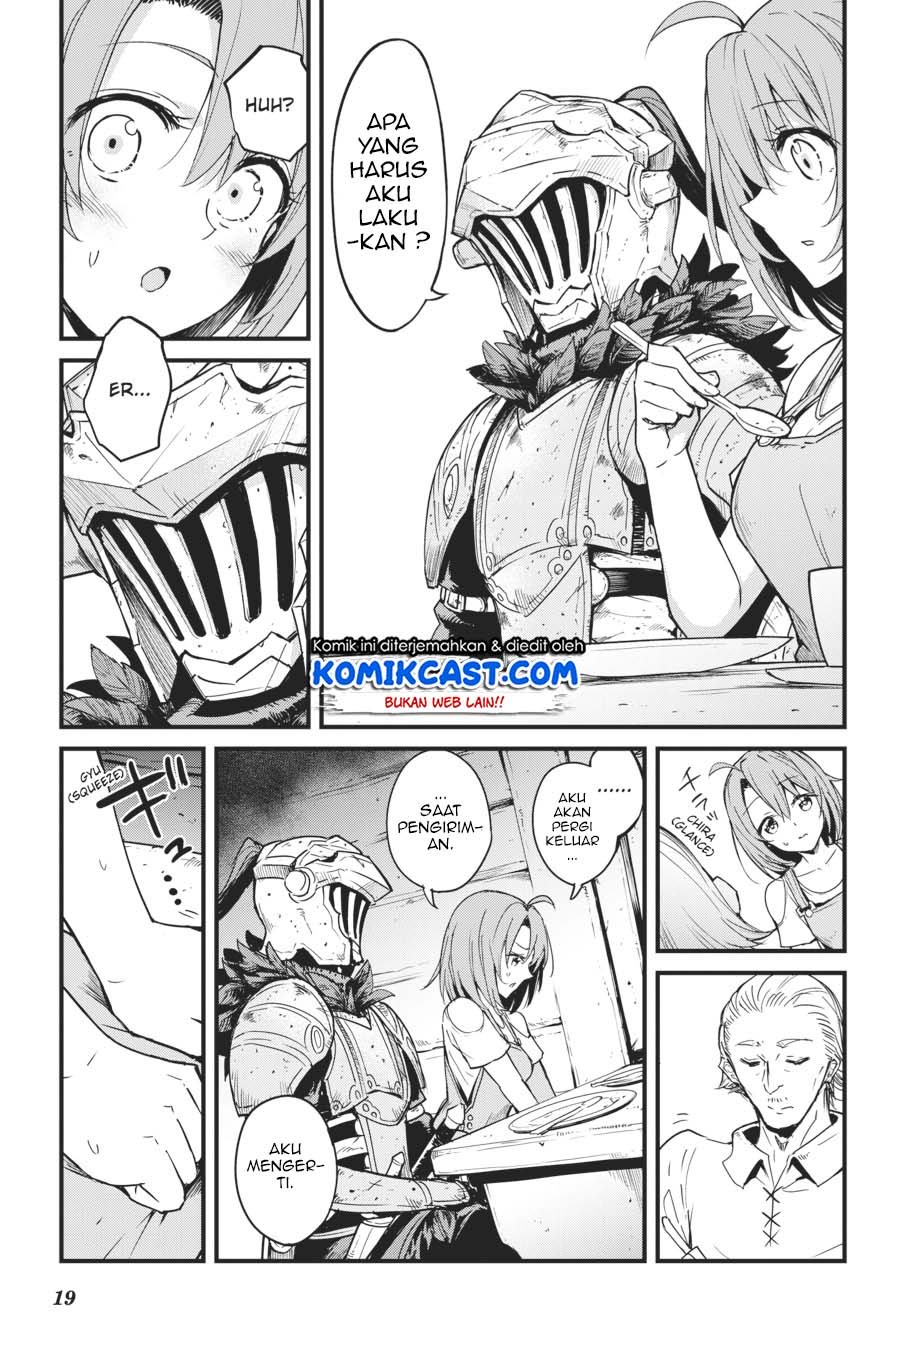 APA
YANG
HARUS
AKU
LAKU
-KAN ?
HUH?
ER...
Komik ini diterjemahkan & diedit oleh
KOMIKCAST.COM
BUKAN WEB LAIN!!
CHIRA
(GLANCE)
......
AKU
AKAN
PERGI
KELUAR
...
...
SAAT
PENGIRIM-
AN.
AKU
MENGER-
TI.
GYU
(SQUEEZE)
19